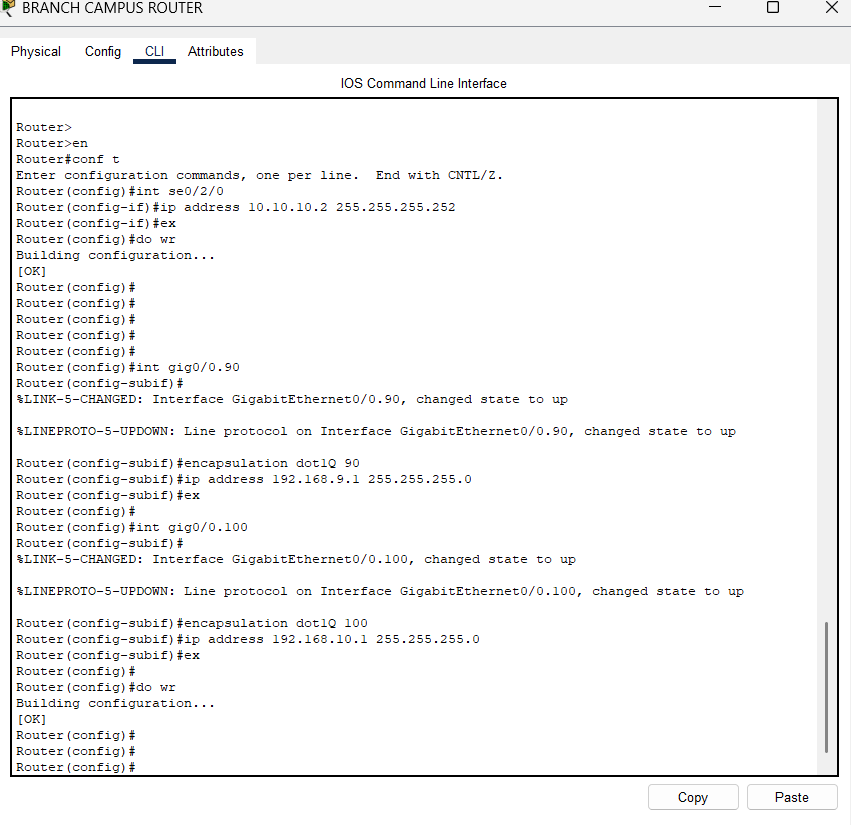 BRANCH CAMPUS ROUTER
Physical Config CLI Attributes
IOS Command Line Interface
Router>
Router>en
Router#conf t
Enter configuration commands, one per line.  End with CNTL/Z.
Router(config)#int se0/2/0
Router(config-if)#ip address 10.10.10.2 255.255.255.252
Router(config-if)#ex
Router(config)#do wr
Building configuration...
[OK]
Router(config)#
Router(config)#
Router(config)#
Router(config)#
Router(config)#
Router(config)#int gig0/0.90
Router(config-subif)#
%LINK-5-CHANGED: Interface GigabitEthernet0/0.90, changed state to up
%LINEPROTO-5-UPDOWN: Line protocol on Interface GigabitEthernet0/0.90, changed state to up
Router(config-subif)#encapsulation dot1Q 90
Router(config-subif)#ip address 192.168.9.1 255.255.255.0
Router(config-subif)#ex
Router(config)#
Router(config)#int gig0/0.100
Router(config-subif)#
%LINK-5-CHANGED: Interface GigabitEthernet0/0.100, changed state to up
%LINEPROTO-5-UPDOWN: Line protocol on Interface GigabitEthernet0/0.100, changed state to up
Router(config-subif)#encapsulation dot1Q 100
Router(config-subif)#ip address 192.168.10.1 255.255.255.0
Router(config-subif)#ex
Router(config)#
Router(config)#do wr
Building configuration...
[OK]
Router(config)#
Router(config)#
Router(config)#
Copy Paste